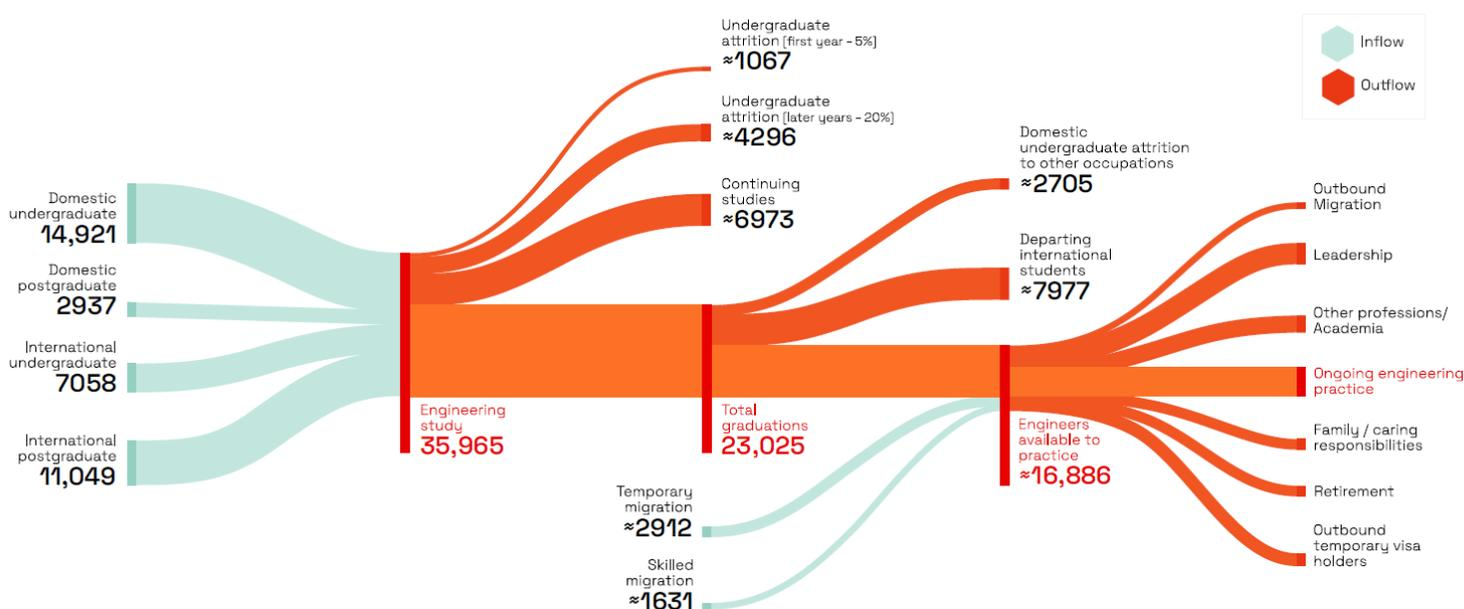 Undergraduate
attrition [first year - 5%]
≈1067
Undergraduate
attrition [later years - 20%]
≈4296
Continuing
studies
≈6973
Inflow
Outflow
Domestic
undergraduate
14,921
Domestic
postgraduate
2937
International
undergraduate
7058
International
postgraduate
11,049
Engineering
study
35,965
Total
graduations
23,025
Domestic
undergraduate attrition
to other occupations
≈2705
Departing
international
students
≈7977
Temporary
migration
≈2912
Skilled
migration
≈1631
Engineers
available to
practice
≈16,886
Outbound
Migration
Leadership
Other professions/
Academia
Ongoing engineering
practice
Family / caring
responsibilities
Retirement
Outbound
temporary visa
holders